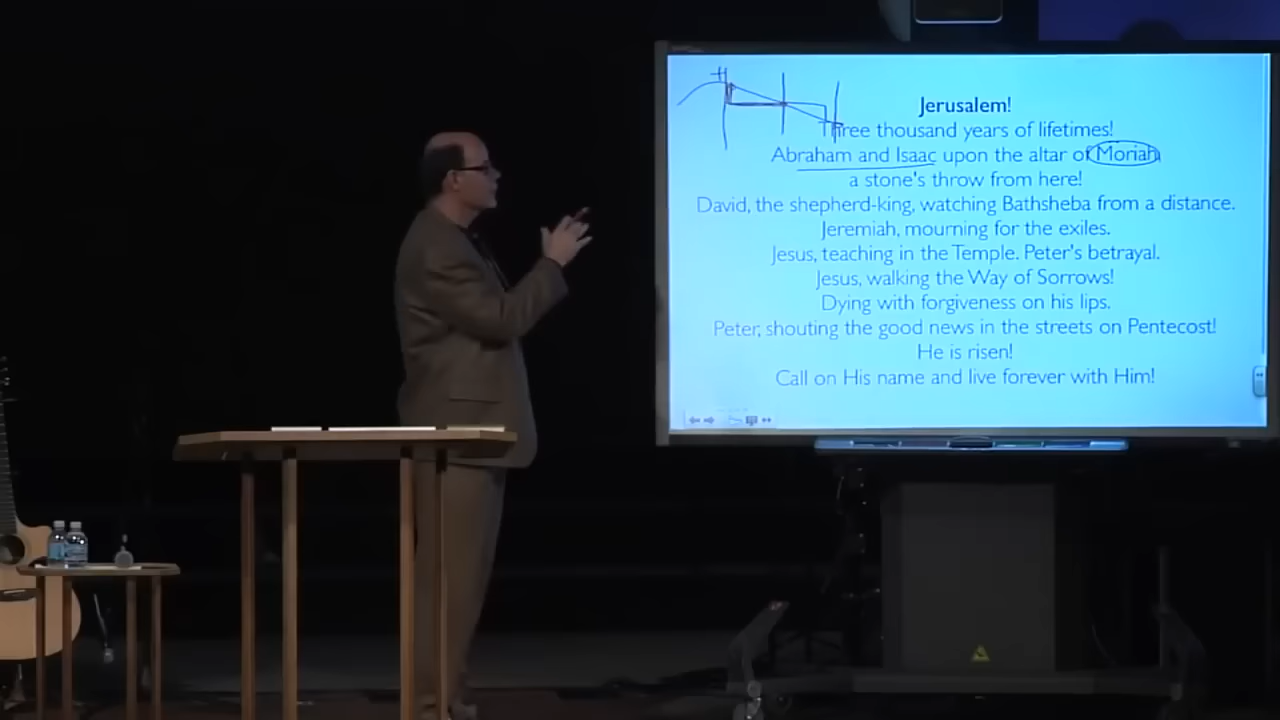 Jerusalem!
Three thousand years of lifetimes!
Abraham and Isaac upon the altar of Moriah
a stone's throw from here!
David, the shepherd-king, watching Bathsheba from a distance.
Jeremiah, mourning for the exiles.
Jesus, teaching in the Temple. Peter's betrayal.
Jesus, walking the Way of Sorrows!
Dying with forgiveness on his lips.
Peter, shouting the good news in the streets on Pentecost!
He is risen!
Call on His name and live forever with Him!